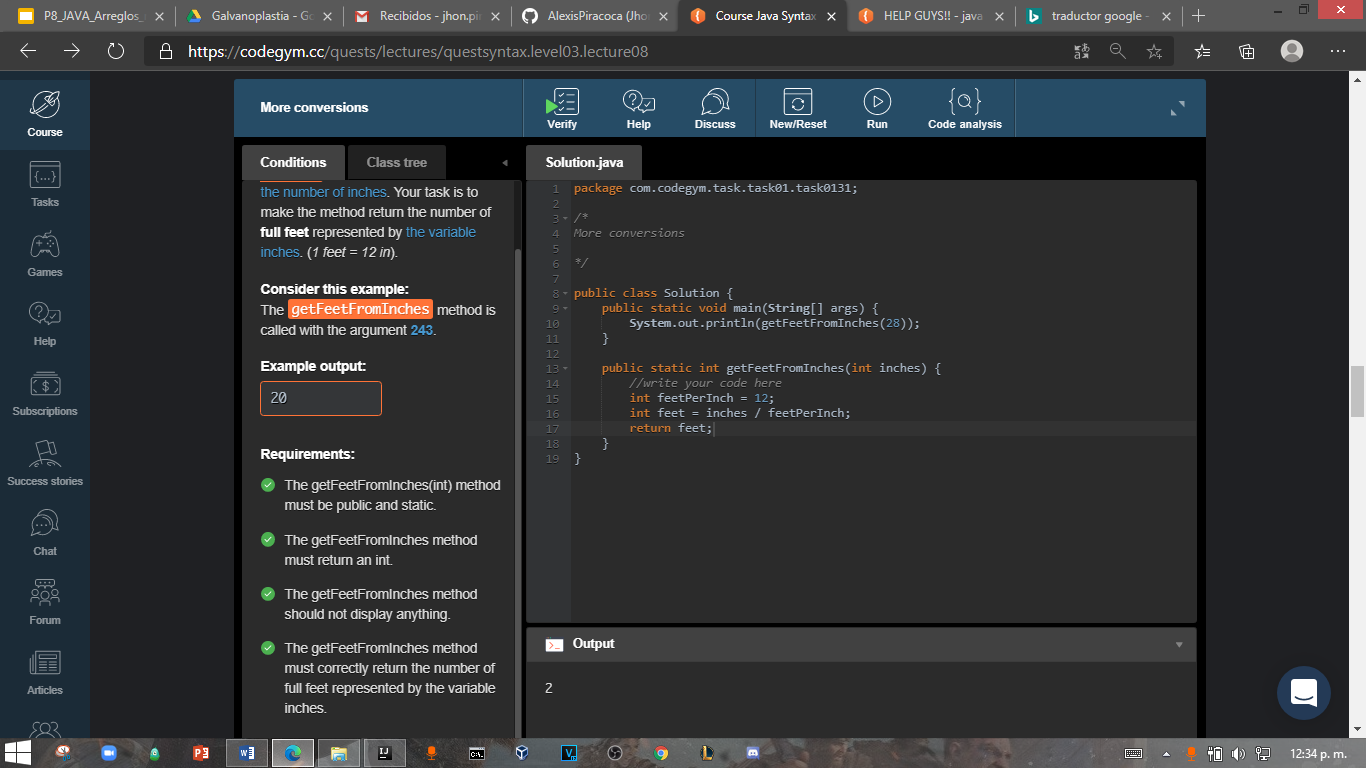 P8_JAVA_Arreglos_
Galvanoplastia - Go
Recibidos - jhon.pir
AlexisPiracoca (Jho
Course Java Syntax
HELP GUYS!! - java
traductor google -
https://codegym.cc/quests/lectures/questsyntax.level03.lecture08
Course
Tasks
Games
Help
Subscriptions
Success stories
Chat
Forum
Articles
More conversions
Verify
Help
Discuss
New/Reset
Run
Code analysis
Conditions
Class tree
the number of inches. Your task is to
make the method return the number of
full feet represented by the variable
inches. (1 feet = 12 in).
Consider this example:
The getFeetFromInches method is
called with the argument 243.
Example output:
20
Requirements:
The getFeetFromInches(int) method
must be public and static.
The getFeetFromInches method
must return an int.
The getFeetFromInches method
should not display anything.
The getFeetFromInches method
must correctly return the number of
full feet represented by the variable
inches.
Solution.java
1 package com.codegym.task.task01.task0131;
2
3 /*
4 More conversions
5
6 */
7
8 public class Solution {
9 public static void main(String[] args) {
10 System.out.println(getFeetFromInches(28));
11 }
12
13 public static int getFeetFromInches(int inches) {
14 //write your code here
15 int feetPerInch = 12;
16 int feet = inches / feetPerInch;
17 return feet;
18 }
19 }
Output
2
12:34 p. m.